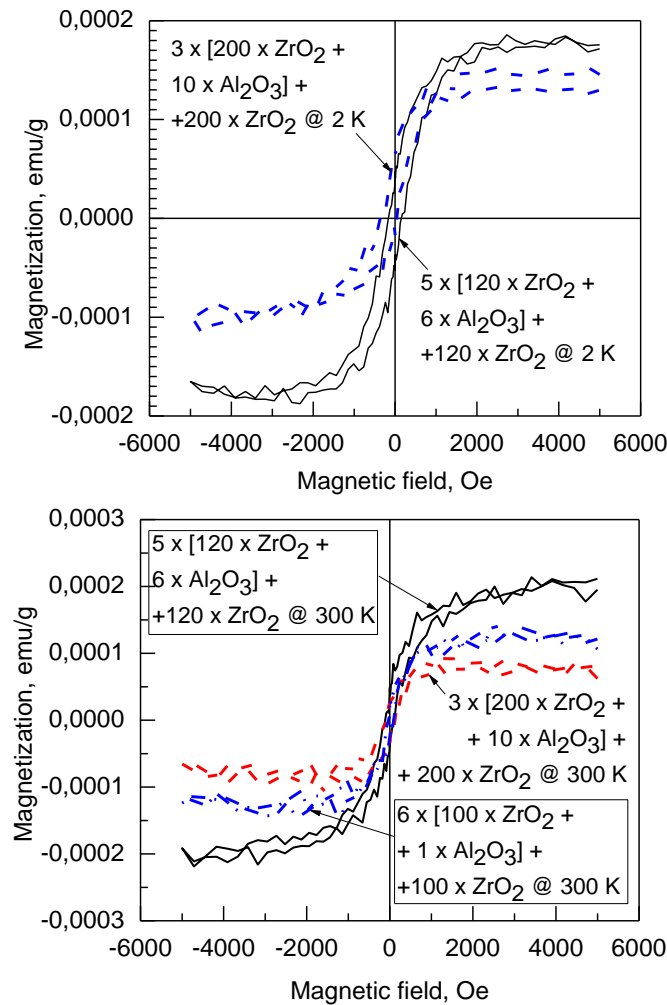 0,0002
0,0001
0,0000
-0,0001
-0,0002
Magnetization, emu/g
3 x [200 x ZrO2 +
10 x Al2O3] +
+200 x ZrO2 @ 2 K
5 x [120 x ZrO2 +
6 x Al2O3] +
+120 x ZrO2 @ 2 K
-6000 -4000 -2000 0 2000 4000 6000
Magnetic field, Oe
0,0003
0,0002
0,0001
0,0000
-0,0001
-0,0002
-0,0003
Magnetization, emu/g
5 x [120 x ZrO2 +
6 x Al2O3] +
+120 x ZrO2 @ 300 K
3 x [200 x ZrO2 +
+ 10 x Al2O3] +
+ 200 x ZrO2 @ 300 K
6 x [100 x ZrO2 +
+ 1 x Al2O3] +
+100 x ZrO2 @ 300 K
-6000 -4000 -2000 0 2000 4000 6000
Magnetic field, Oe